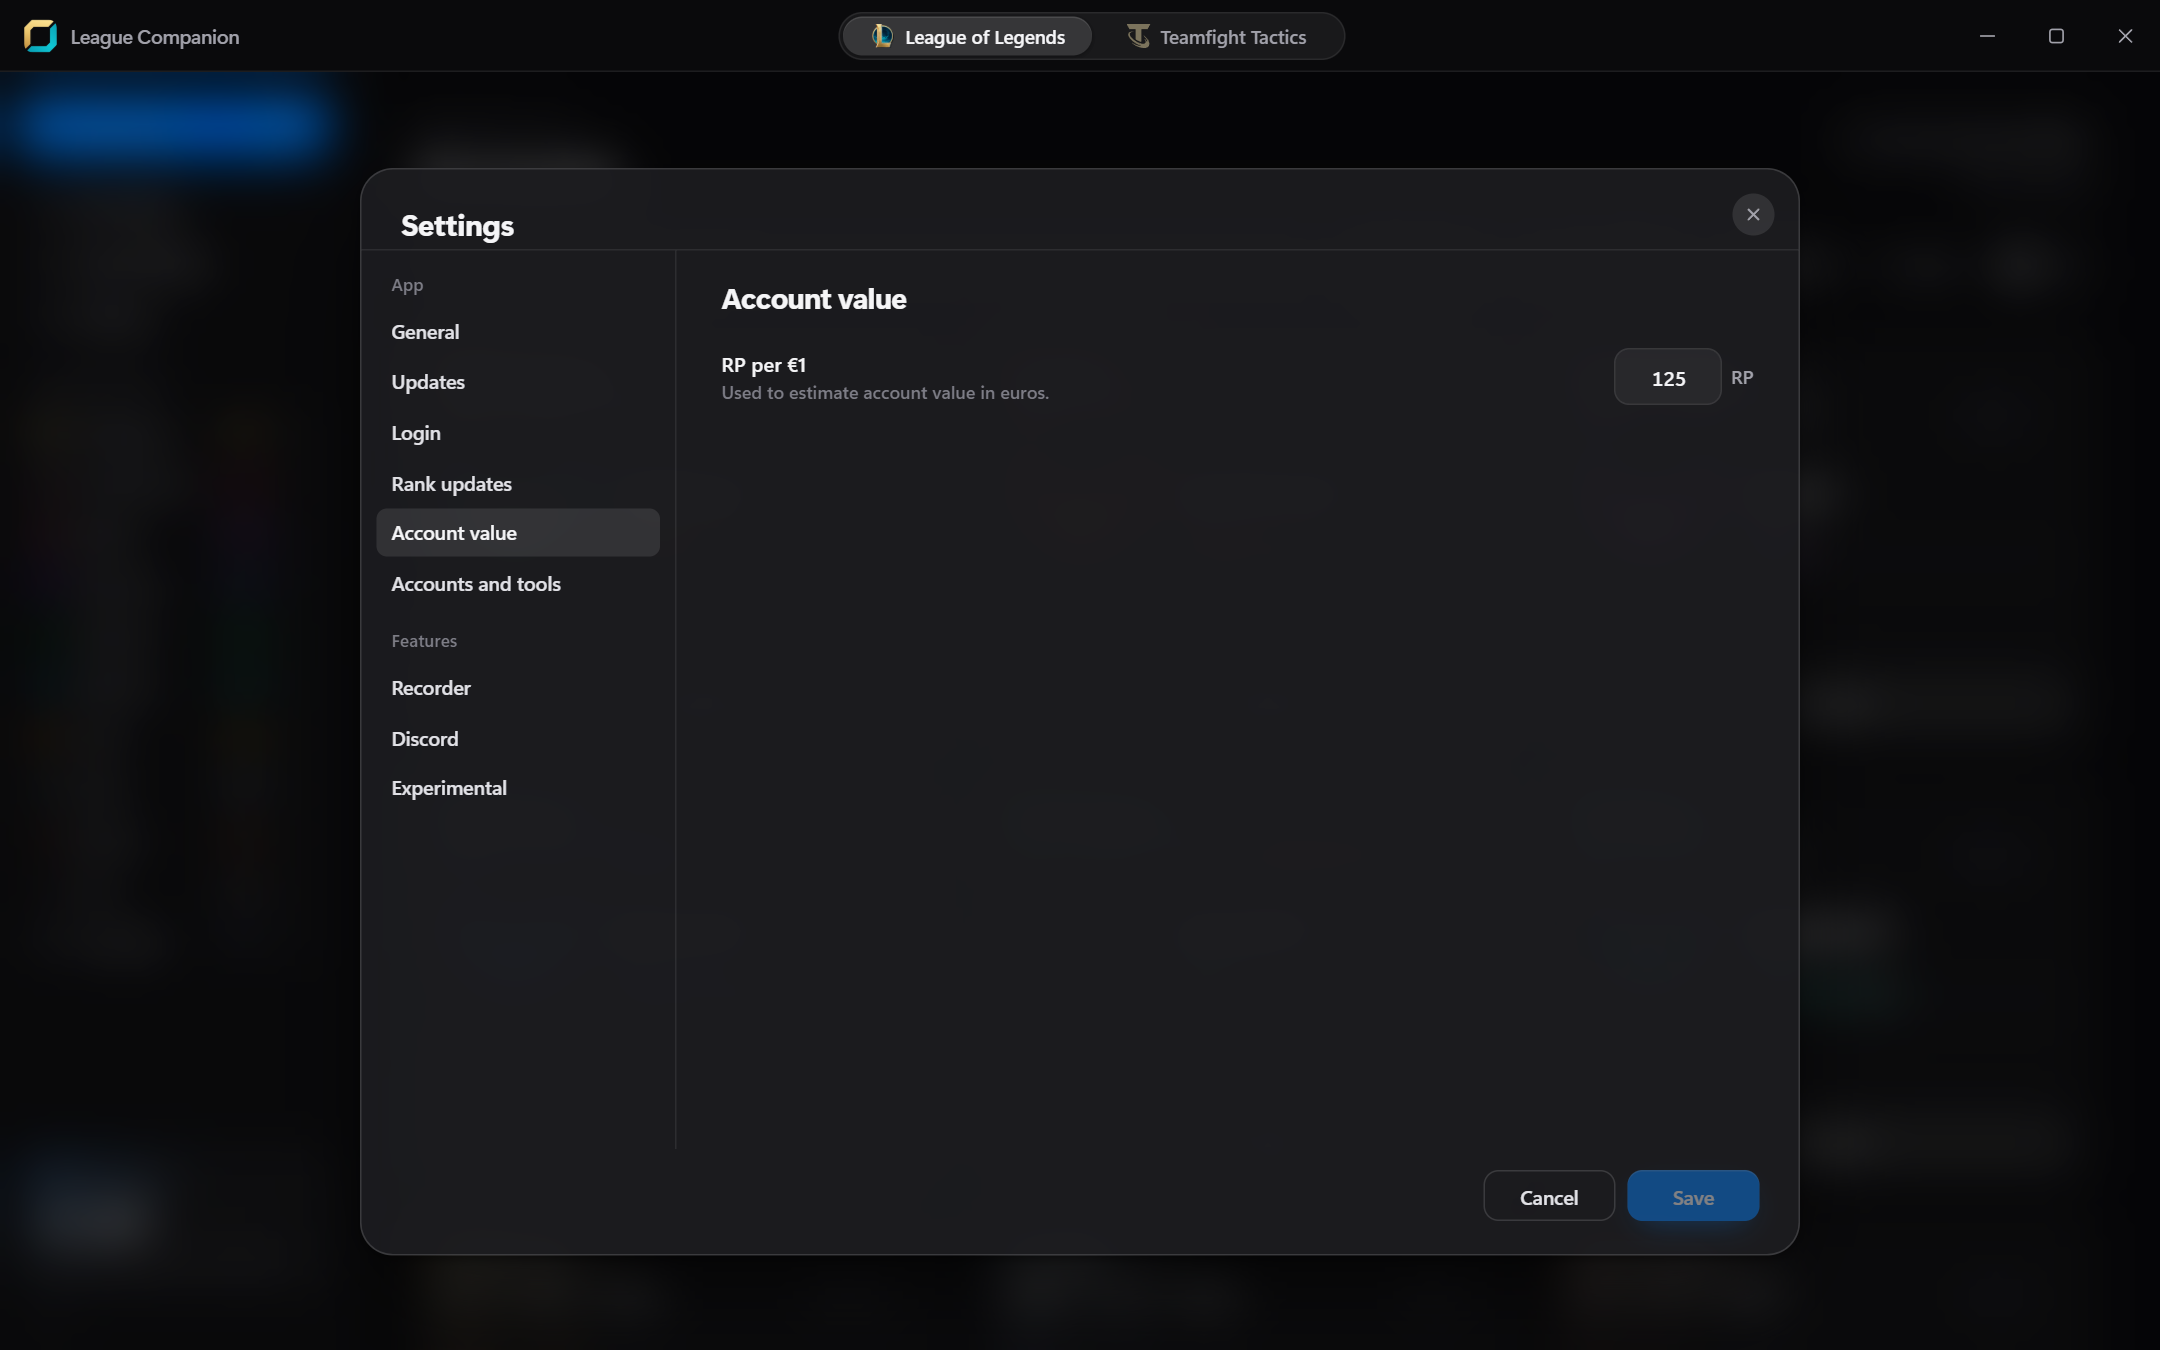 League Companion
League of Legends
Teamfight Tactics
Settings
App
General
Updates
Login
Rank updates
Account value
Accounts and tools
Features
Recorder
Discord
Experimental
Account value
RP per €1
Used to estimate account value in euros.
125 RP
Cancel
Save